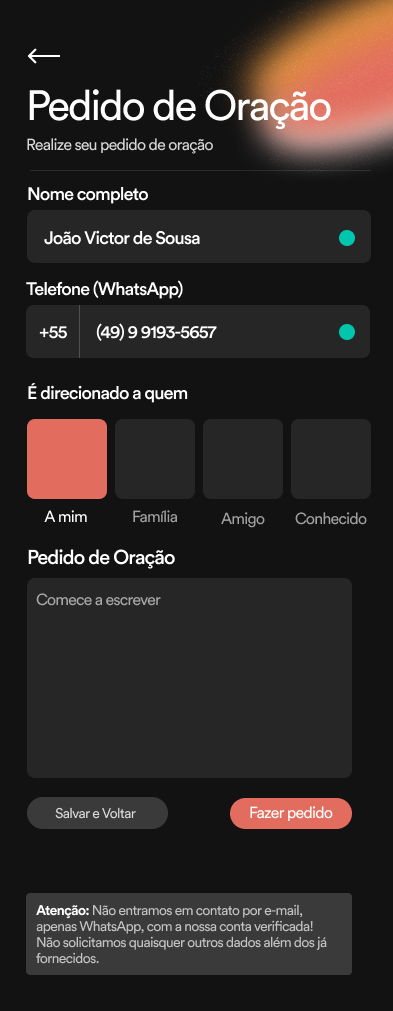 Pedido de Oração
Realize seu pedido de oração
Nome completo
João Victor de Sousa
Telefone (WhatsApp)
+55 (49) 9 9193-5657
É direcionado a quem
A mim Família Amigo Conhecido
Pedido de Oração
Comece a escrever
Salvar e Voltar Fazer pedido
Atenção: Não entramos em contato por e-mail,
apenas WhatsApp, com a nossa conta verificada!
Não solicitamos quaisquer outros dados além dos já
fornecidos.